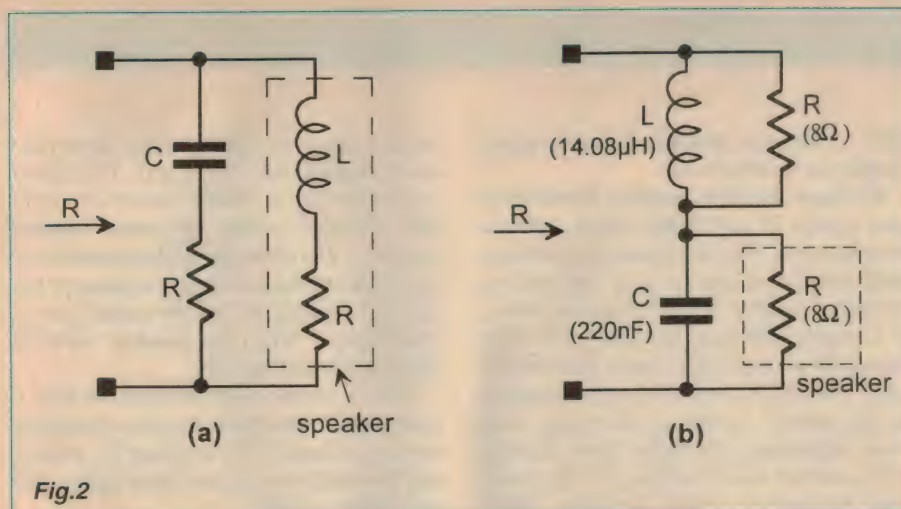 C
L
R
R
R
speaker
(a)
L
(14.08µH)
R
(8Ω)
R
C
(220nF)
R
(8Ω)
speaker
(b)
Fig.2